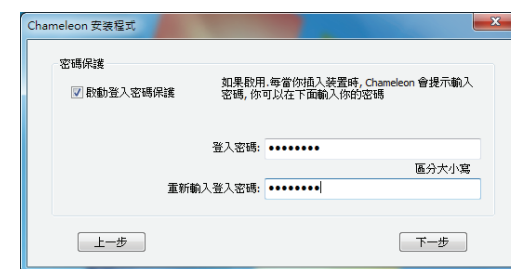 Chameleon 安裝程式
密碼保護
啟動登入密碼保護
如果啟用.每當你插入裝置時, Chameleon 會提示輸入
密碼, 你可以在下面輸入你的密碼
登入密碼: ••••••••
區分大小寫
重新輸入登入密碼: ••••••••
上一步
下一步